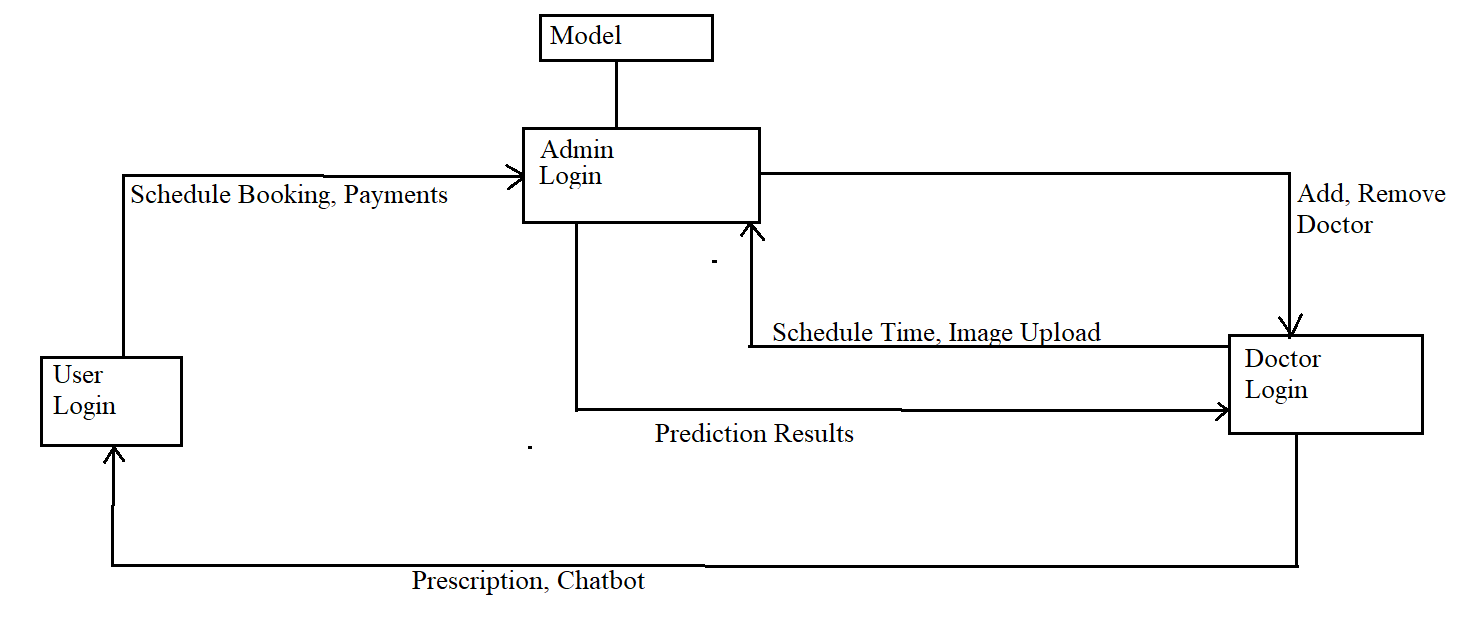 Model
Admin
Login
Schedule Booking, Payments
Add, Remove
Doctor
Schedule Time, Image Upload
Doctor
Login
User
Login
Prediction Results
Prescription, Chatbot